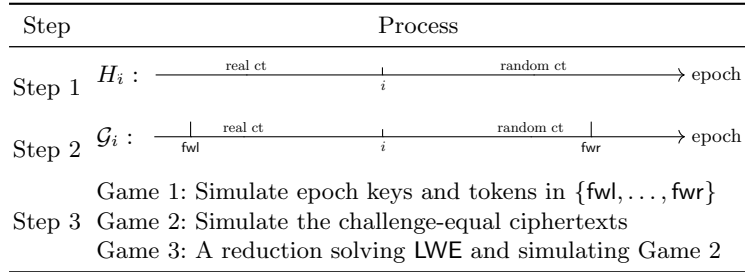 Step Process
real ct random ct
Step 1 H_i : i epoch
real ct random ct
Step 2 𝒢_i : fwl i fwr epoch
Game 1: Simulate epoch keys and tokens in {fwl, . . . , fwr}
Step 3 Game 2: Simulate the challenge-equal ciphertexts
Game 3: A reduction solving LWE and simulating Game 2